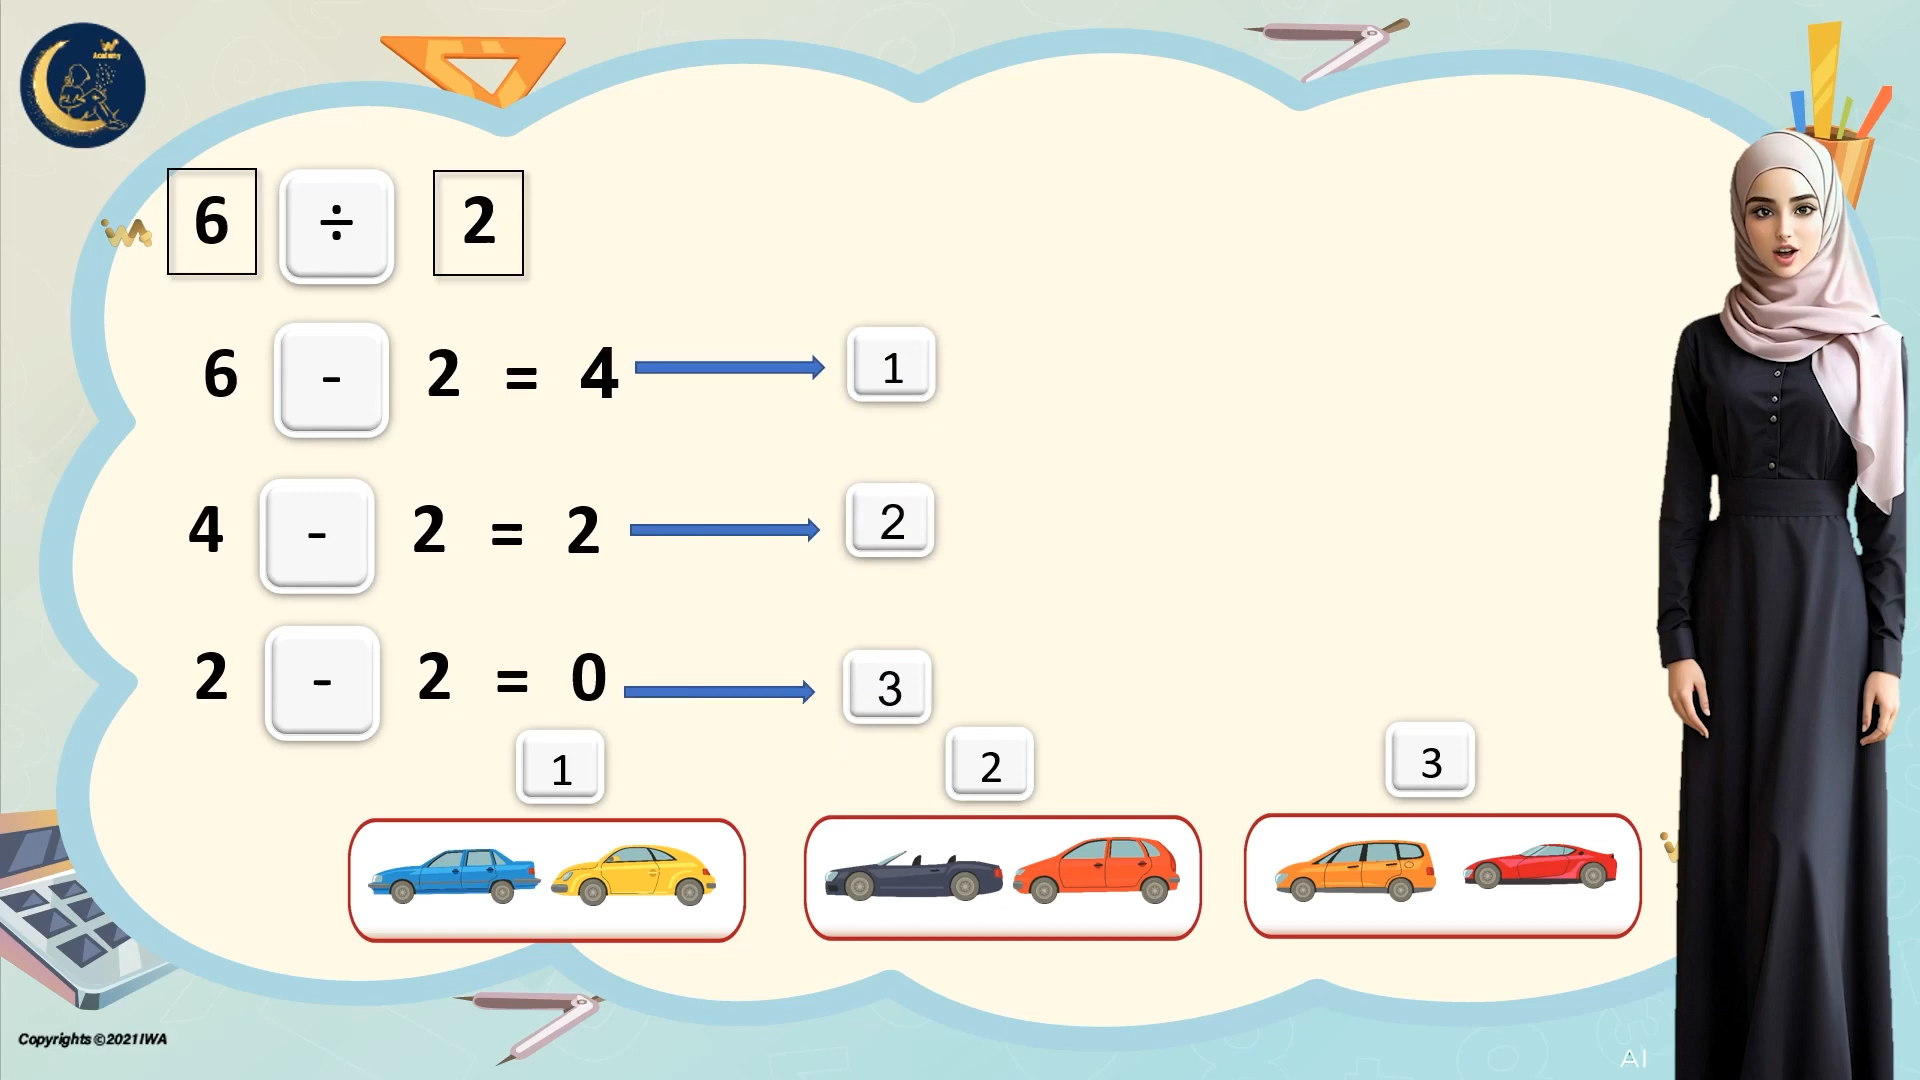 Academy
6 ÷ 2
6 - 2 = 4 1
4 - 2 = 2 2
2 - 2 = 0 3
1 2 3
Copyrights©2021IWA
AI